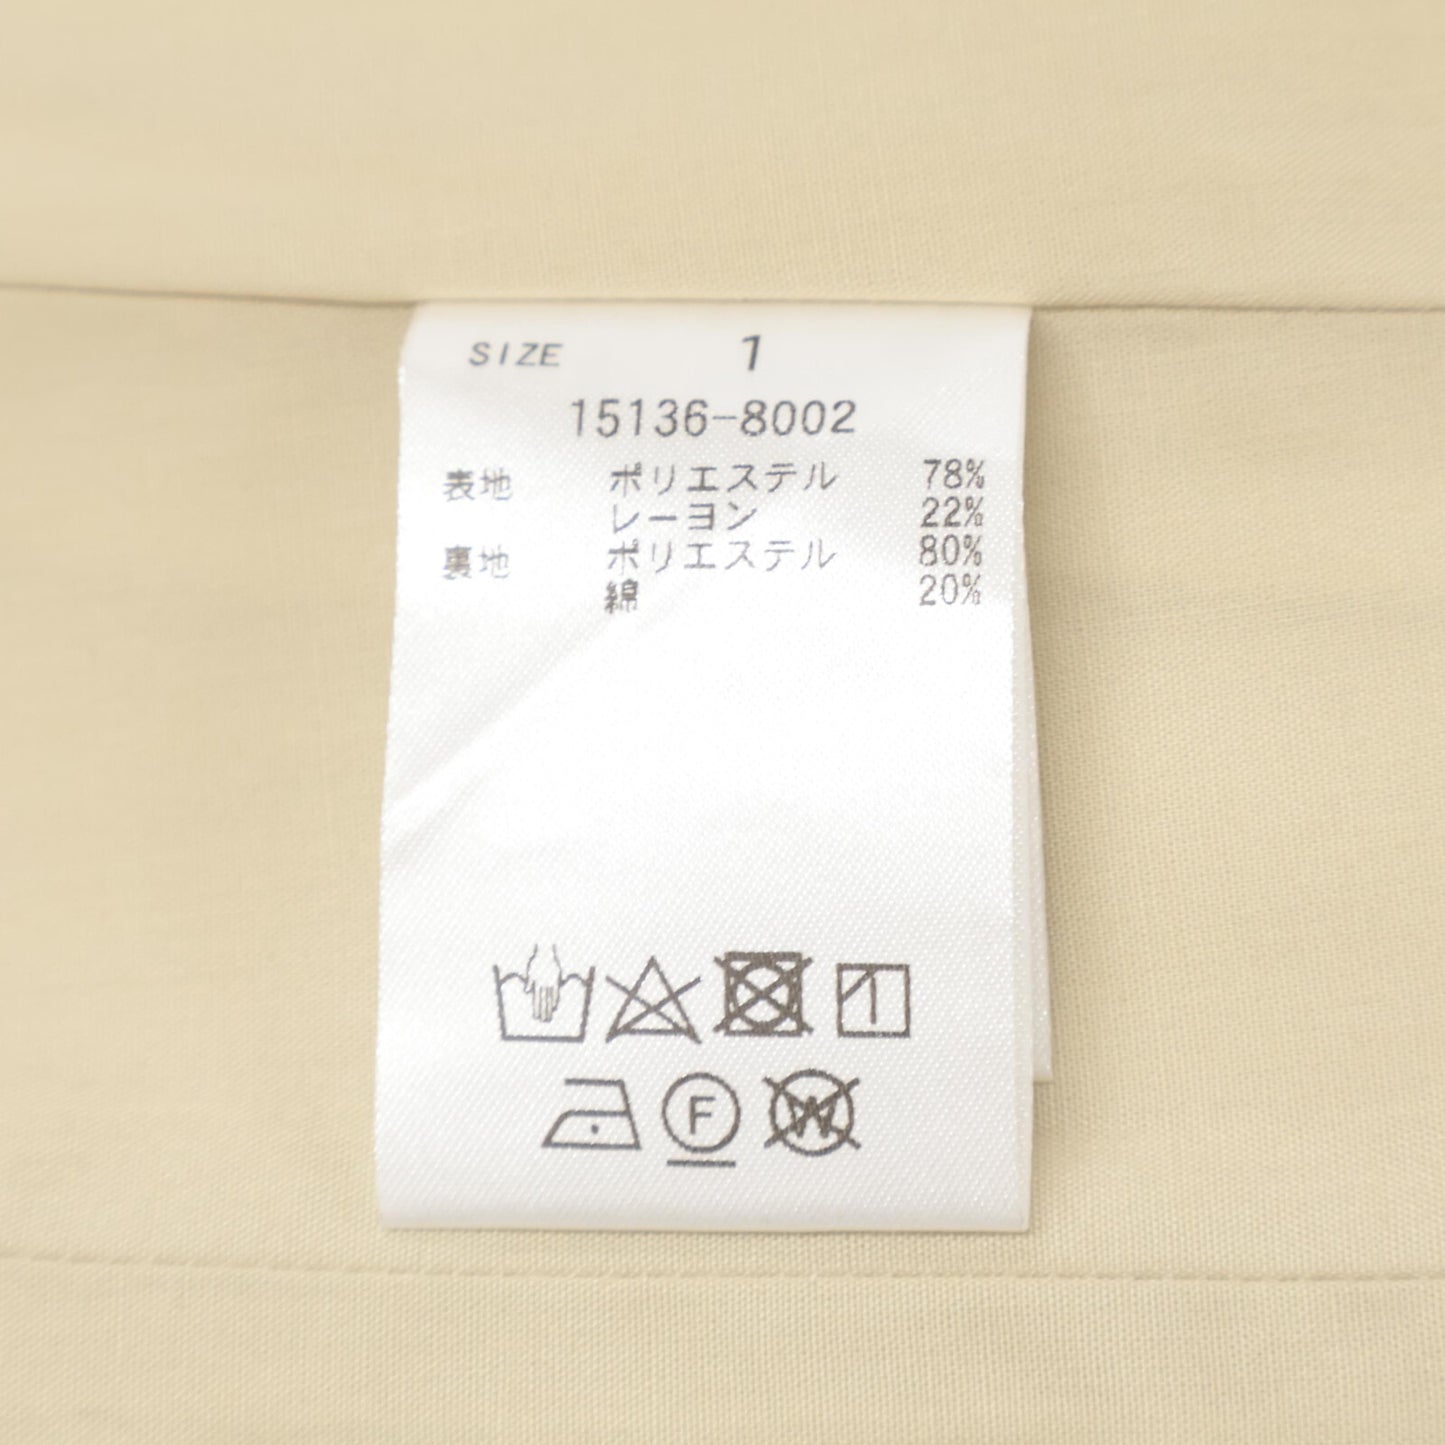 SIZE 1
15136-8002
表地 ポリエステル 78%
レーヨン 22%
裏地 ポリエステル 80%
綿 20%
1
F W